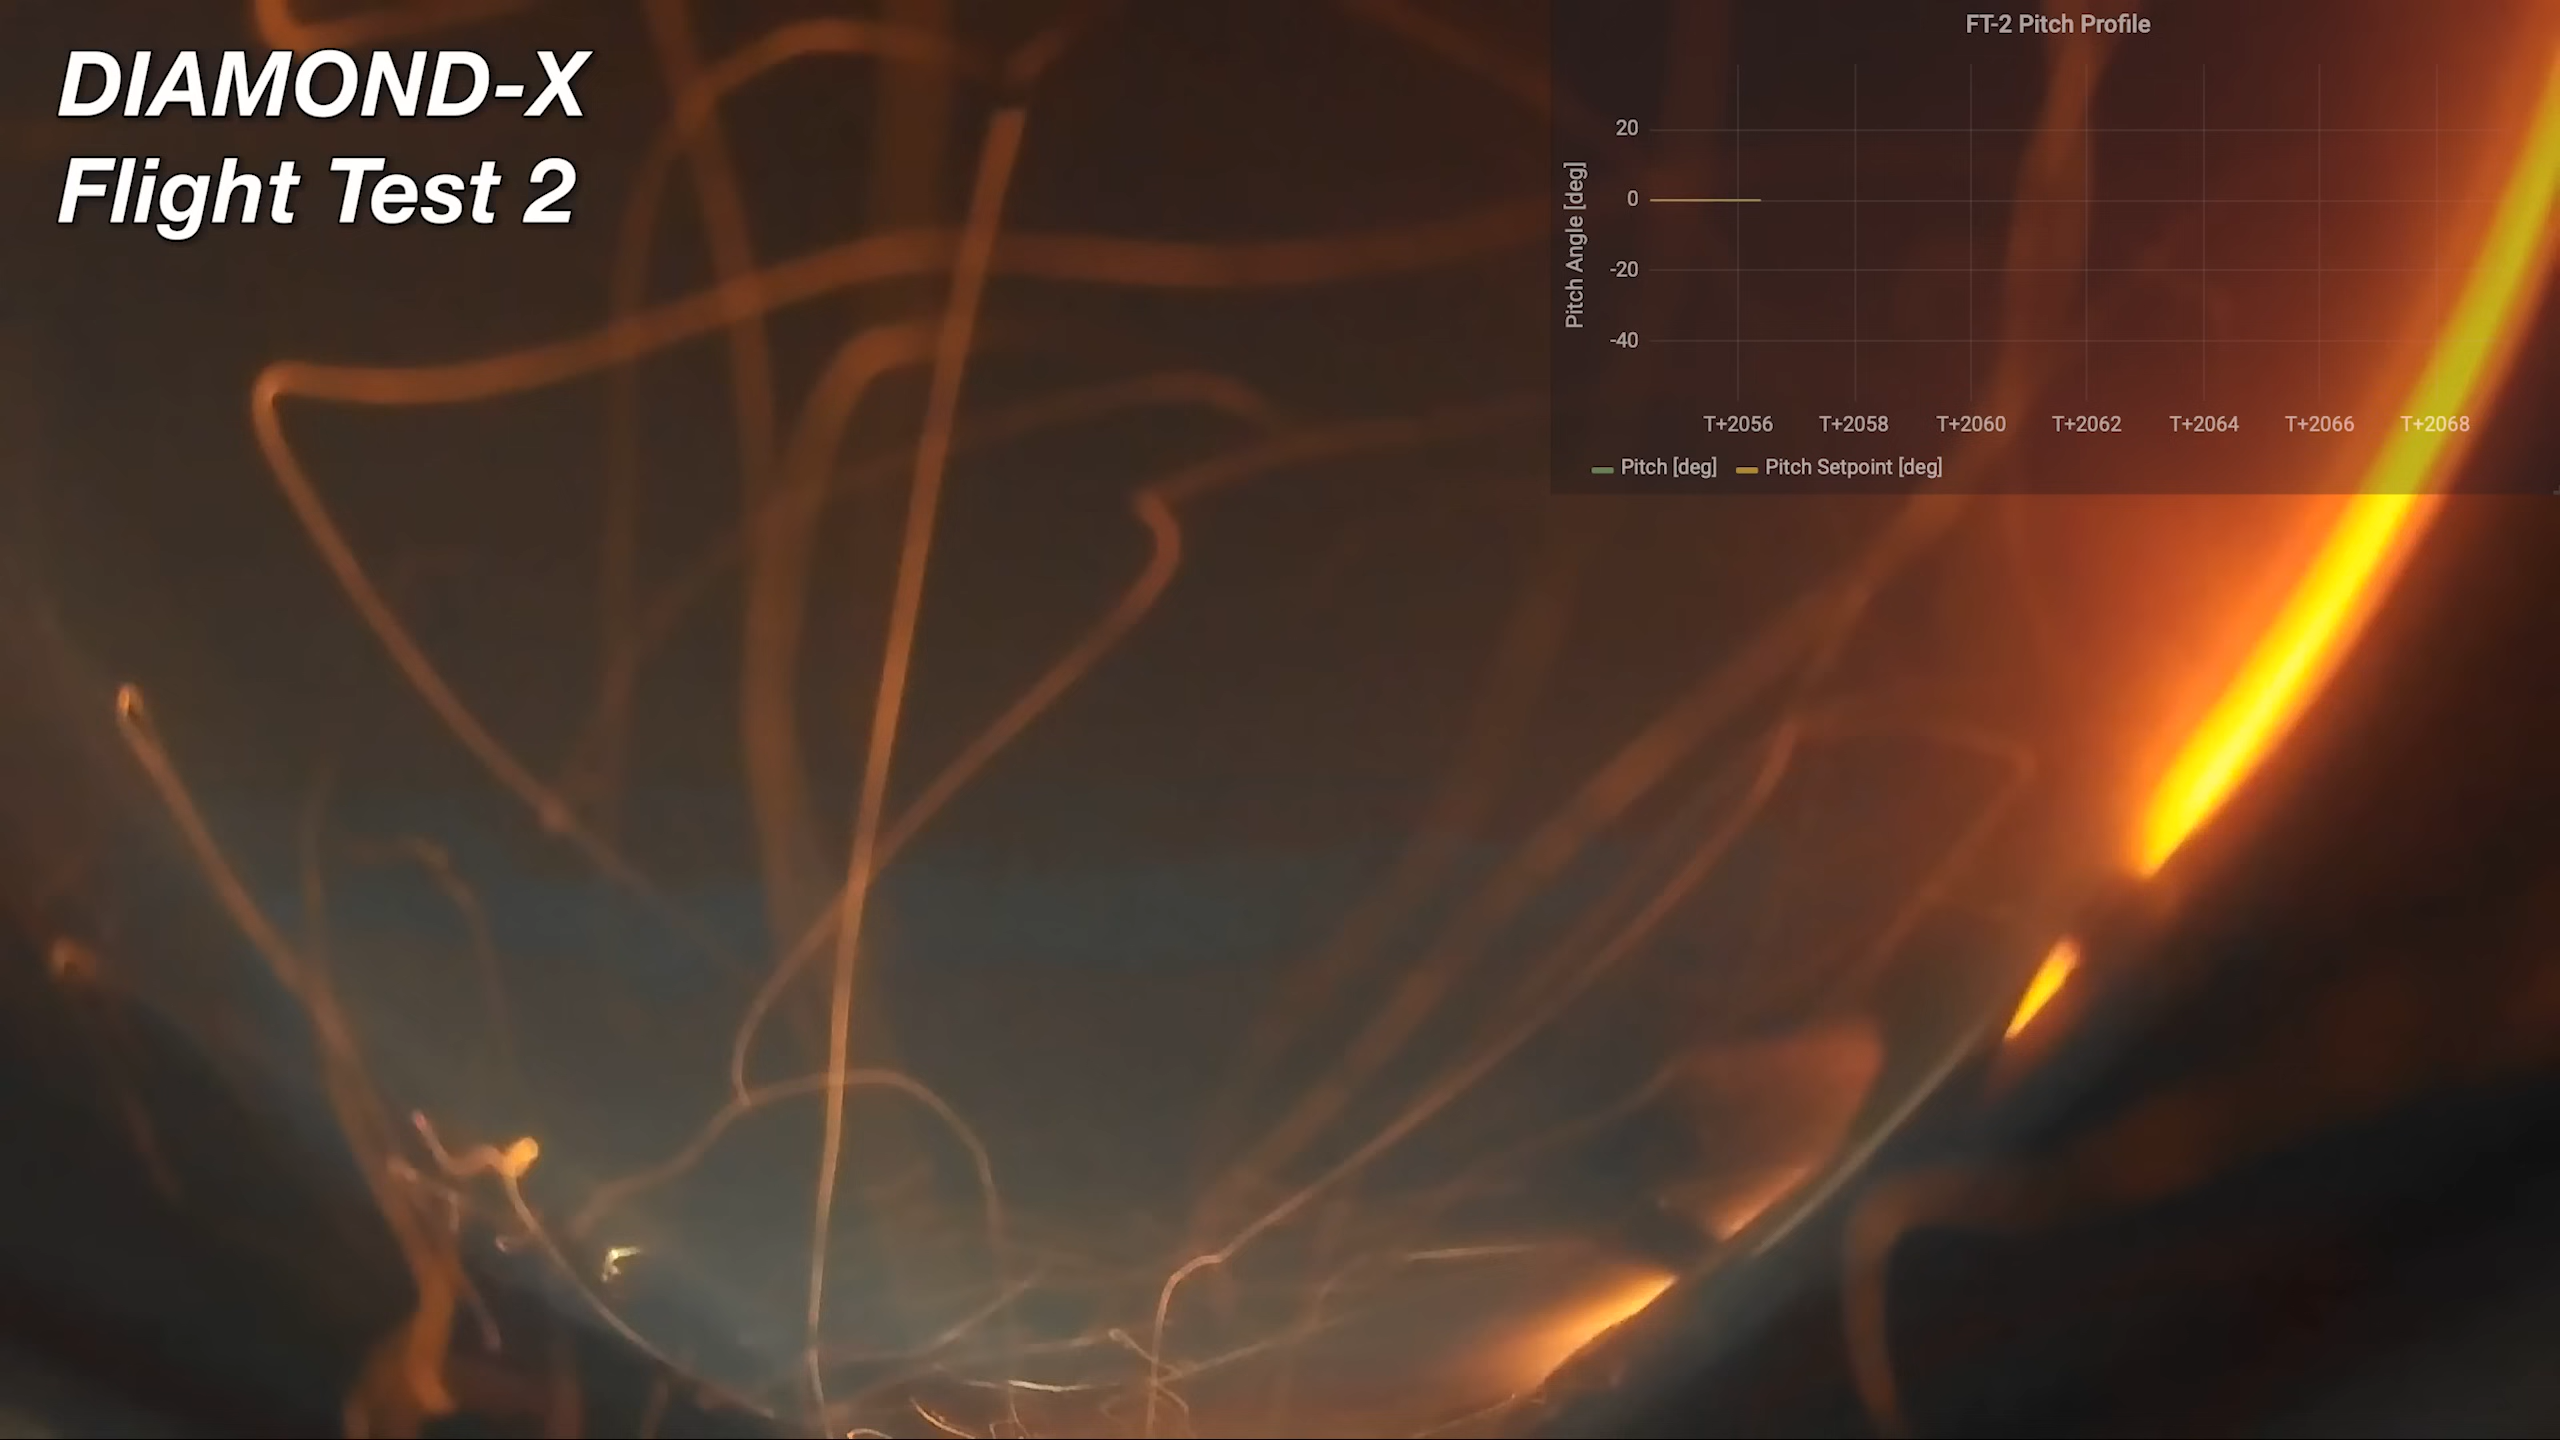 DIAMOND-X
Flight Test 2
FT-2 Pitch Profile
Pitch Angle [deg]
20
0
-20
-40
T+2056 T+2058 T+2060 T+2062 T+2064 T+2066 T+2068
Pitch [deg] Pitch Setpoint [deg]